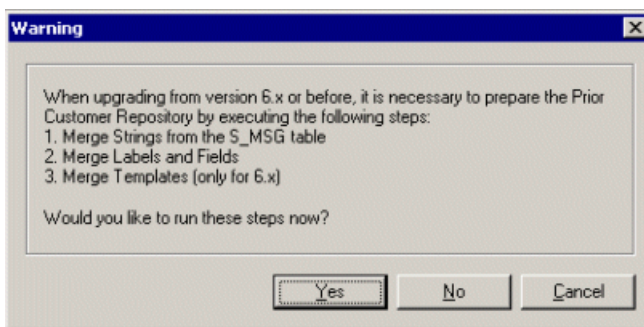 Warning
When upgrading from version 6.x or before, it is necessary to prepare the Prior
Customer Repository by executing the following steps:
1. Merge Strings from the S_MSG table
2. Merge Labels and Fields
3. Merge Templates (only for 6.x)
Would you like to run these steps now?
Yes No Cancel